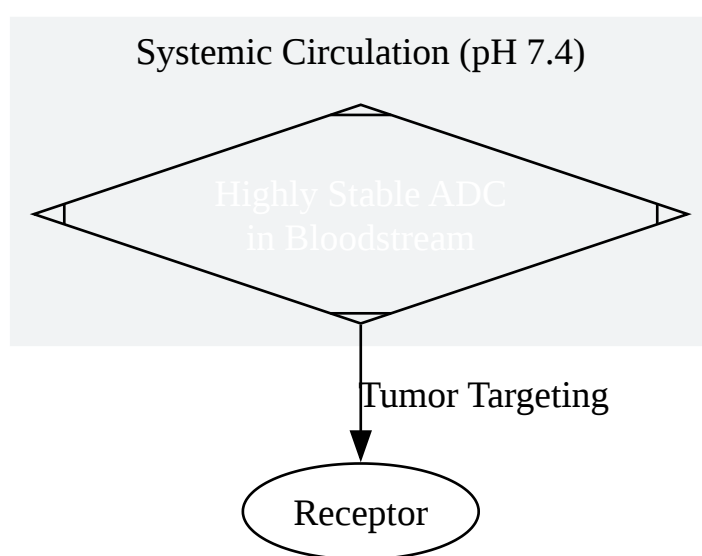 Systemic Circulation (pH 7.4)
Highly Stable ADC
in Bloodstream
Tumor Targeting
Receptor